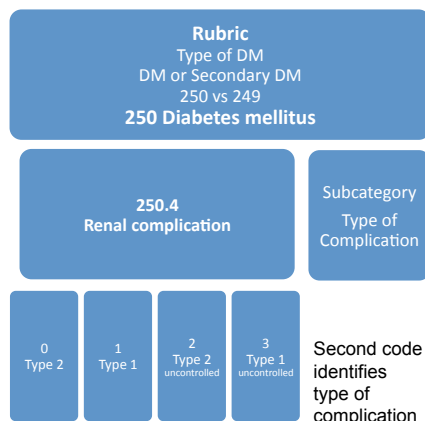 Rubric
Type of DM
DM or Secondary DM
250 vs 249
250 Diabetes mellitus
250.4
Renal complication
Subcategory
Type of
Complication
0
Type 2
1
Type 1
2
Type 2
uncontrolled
3
Type 1
uncontrolled
Second code
identifies
type of
complication